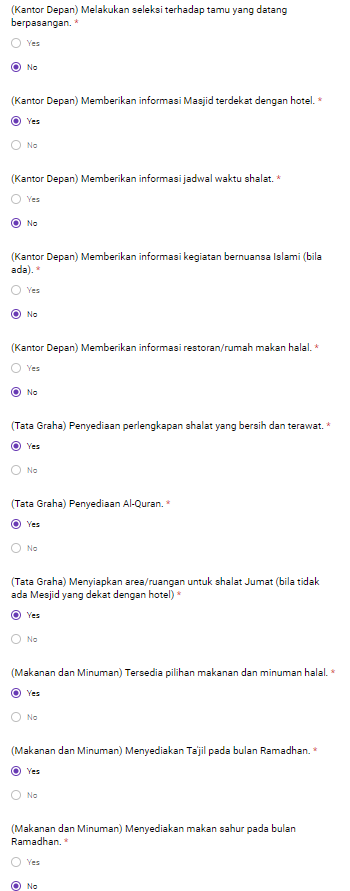 (Kantor Depan) Melakukan seleksi terhadap tamu yang datang
berpasangan. *
Yes
No
(Kantor Depan) Memberikan informasi Masjid terdekat dengan hotel. *
Yes
No
(Kantor Depan) Memberikan informasi jadwal waktu shalat. *
Yes
No
(Kantor Depan) Memberikan informasi kegiatan bernuansa Islami (bila
ada). *
Yes
No
(Kantor Depan) Memberikan informasi restoran/rumah makan halal. *
Yes
No
(Tata Graha) Penyediaan perlengkapan shalat yang bersih dan terawat. *
Yes
No
(Tata Graha) Penyediaan Al-Quran. *
Yes
No
(Tata Graha) Menyiapkan area/ruangan untuk shalat Jumat (bila tidak
ada Mesjid yang dekat dengan hotel) *
Yes
No
(Makanan dan Minuman) Tersedia pilihan makanan dan minuman halal. *
Yes
No
(Makanan dan Minuman) Menyediakan Ta'jil pada bulan Ramadhan. *
Yes
No
(Makanan dan Minuman) Menyediakan makan sahur pada bulan
Ramadhan. *
Yes
No